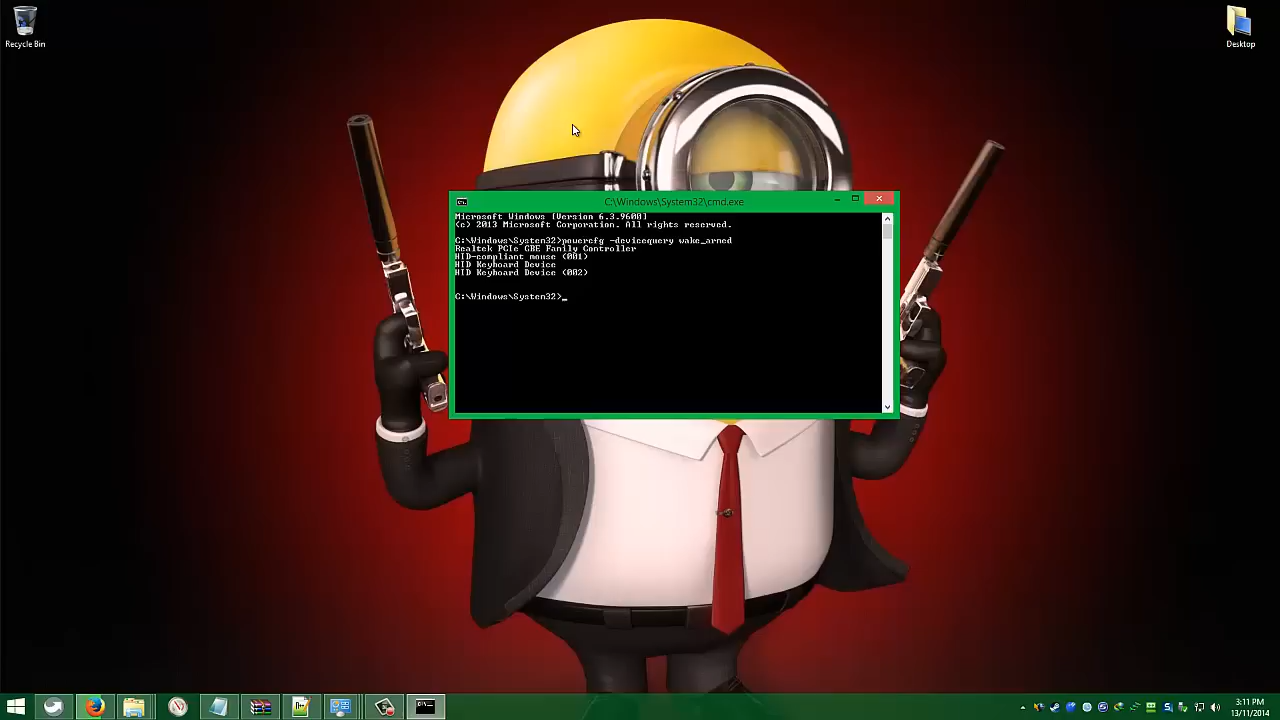 Recycle Bin
Desktop
C:\Windows\System32\cmd.exe
Microsoft Windows [Version 6.3.9600]
(c) 2013 Microsoft Corporation. All rights reserved.
C:\Windows\System32>powercfg -devicequery wake_armed
Realtek PCIe GBE Family Controller
HID-compliant mouse (001)
HID Keyboard Device
HID Keyboard Device (002)
C:\Windows\System32>_
3:11 PM
13/11/2014